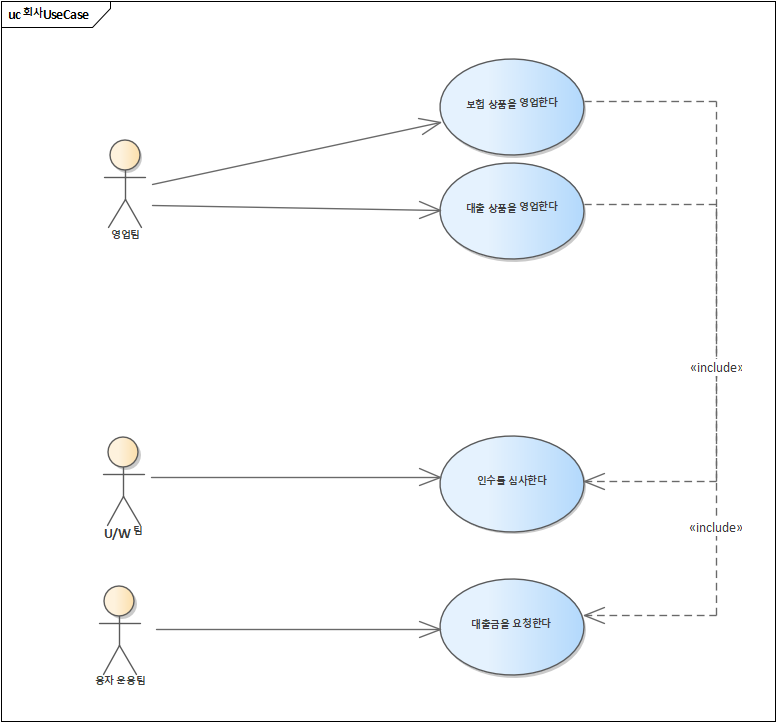 uc 회사UseCase
보험 상품을 영업한다
대출 상품을 영업한다
영업팀
«include»
인수를 심사한다
«include»
U/W 팀
대출금을 요청한다
융자 운용팀